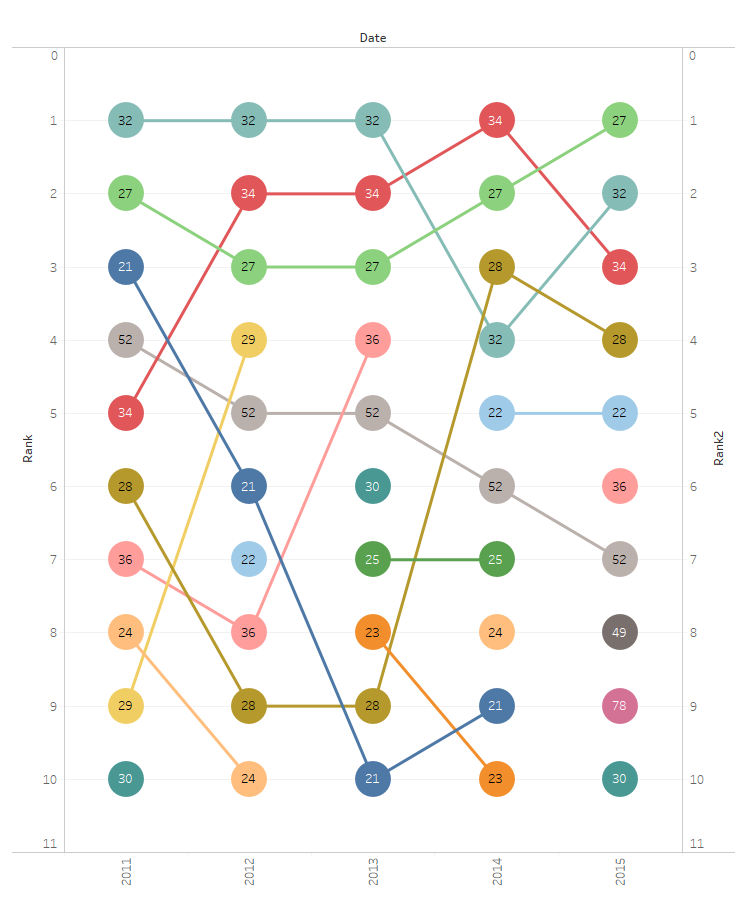 Date
0 0
1 32 32 32 34 27 1
2 27 34 34 27 32 2
3 21 27 27 28 34 3
4 52 29 36 32 28 4
5 34 52 52 22 22 5
Rank Rank2
6 28 21 30 52 36 6
7 36 22 25 25 52 7
8 24 36 23 24 49 8
9 29 28 28 21 78 9
10 30 24 21 23 30 10
11 11
2011 2012 2013 2014 2015